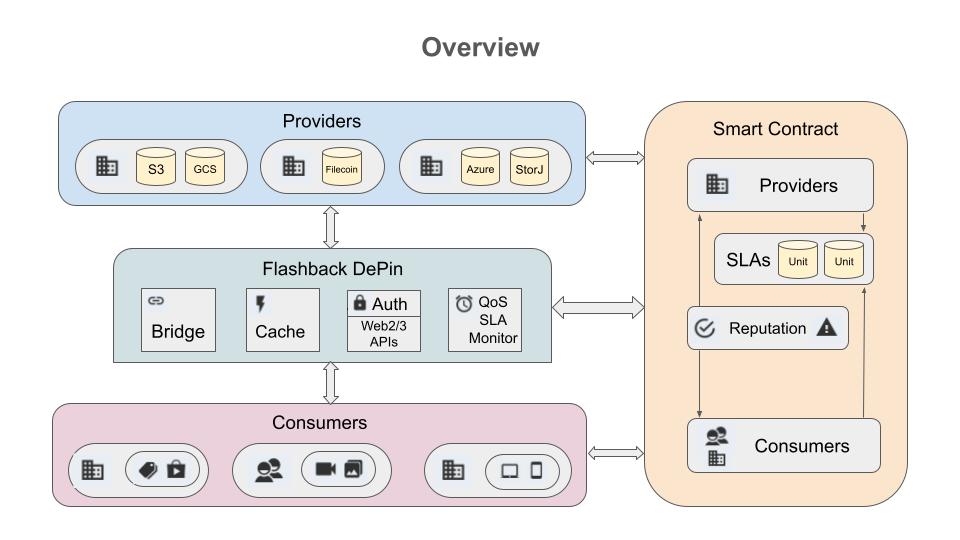 Overview
Providers
S3
GCS
Filecoin
Azure
StorJ
Flashback DePin
Bridge
Cache
Auth
Web2/3
APIs
QoS
SLA
Monitor
Consumers
Smart Contract
Providers
SLAs
Unit
Unit
Reputation
Consumers